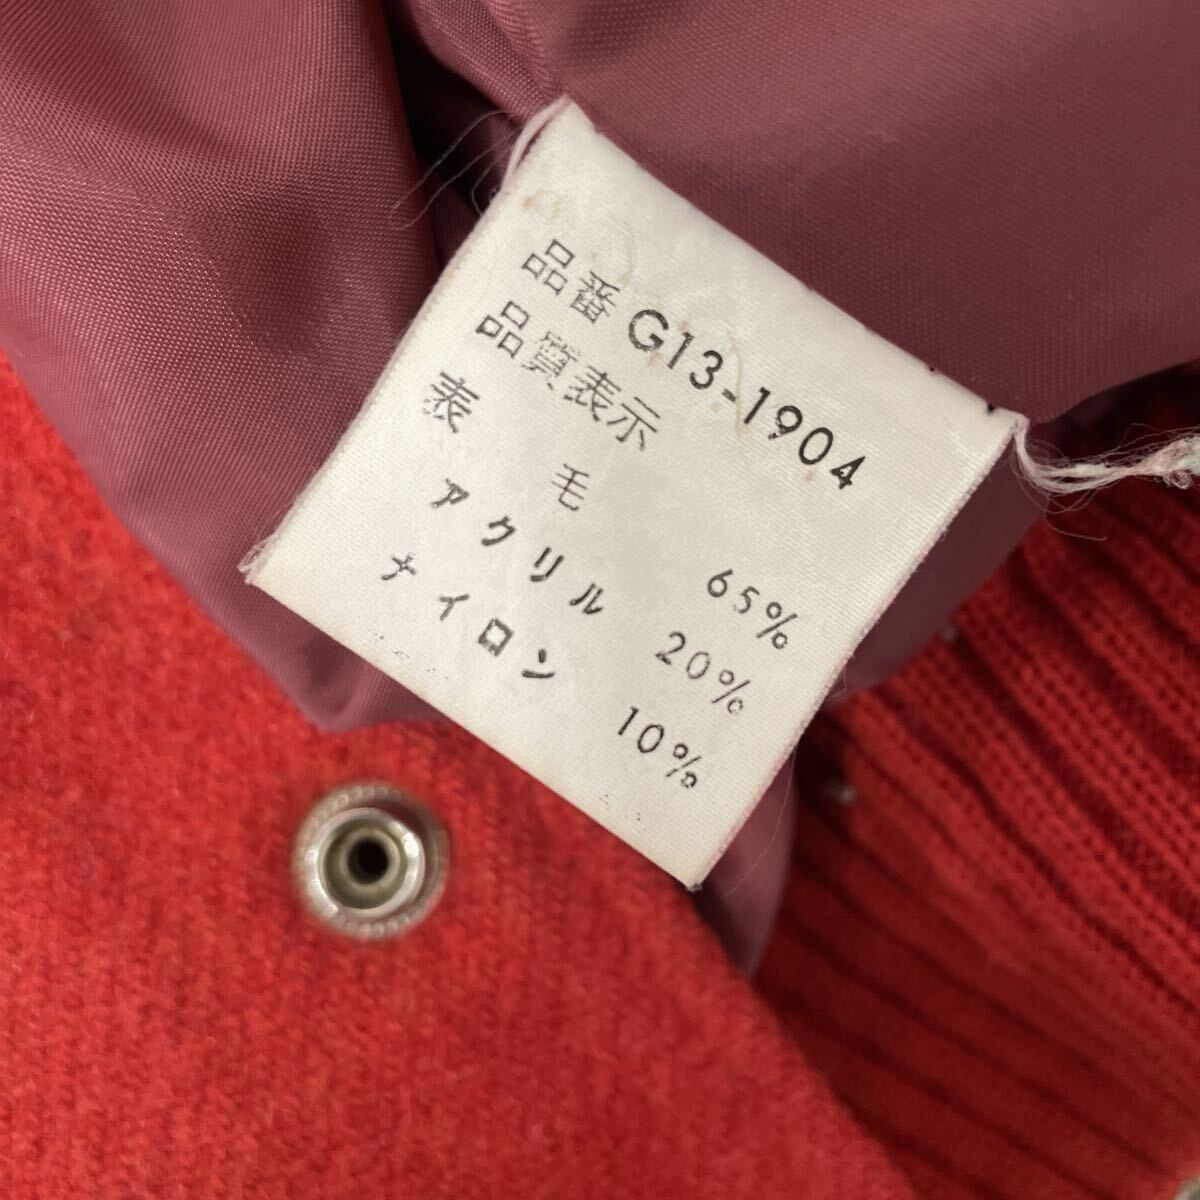 品番 G13-1904
品質表示
表 毛 65%
アクリル 20%
ナイロン 10%